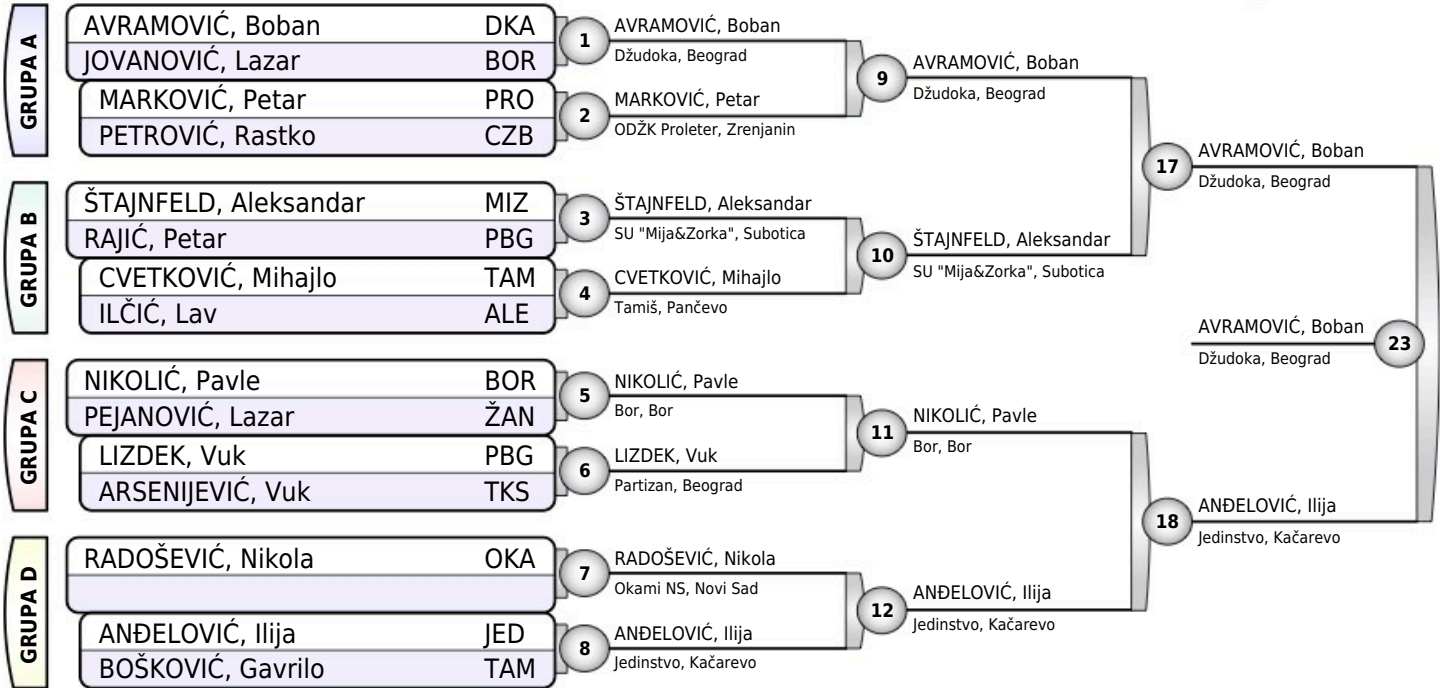 GRUPA A
AVRAMOVIĆ, Boban DKA
JOVANOVIĆ, Lazar BOR
MARKOVIĆ, Petar PRO
PETROVIĆ, Rastko CZB
GRUPA B
ŠTAJNFELD, Aleksandar MIZ
RAJIĆ, Petar PBG
CVETKOVIĆ, Mihajlo TAM
ILČIĆ, Lav ALE
GRUPA C
NIKOLIĆ, Pavle BOR
PEJANOVIĆ, Lazar ŽAN
LIZDEK, Vuk PBG
ARSENIJEVIĆ, Vuk TKS
GRUPA D
RADOŠEVIĆ, Nikola OKA
ANĐELOVIĆ, Ilija JED
BOŠKOVIĆ, Gavrilo TAM
1
AVRAMOVIĆ, Boban
Džudoka, Beograd
2
MARKOVIĆ, Petar
ODŽK Proleter, Zrenjanin
3
ŠTAJNFELD, Aleksandar
SU "Mija&Zorka", Subotica
4
CVETKOVIĆ, Mihajlo
Tamiš, Pančevo
5
NIKOLIĆ, Pavle
Bor, Bor
6
LIZDEK, Vuk
Partizan, Beograd
7
RADOŠEVIĆ, Nikola
Okami NS, Novi Sad
8
ANĐELOVIĆ, Ilija
Jedinstvo, Kačarevo
9
AVRAMOVIĆ, Boban
Džudoka, Beograd
10
ŠTAJNFELD, Aleksandar
SU "Mija&Zorka", Subotica
11
NIKOLIĆ, Pavle
Bor, Bor
12
ANĐELOVIĆ, Ilija
Jedinstvo, Kačarevo
17
AVRAMOVIĆ, Boban
Džudoka, Beograd
18
ANĐELOVIĆ, Ilija
Jedinstvo, Kačarevo
AVRAMOVIĆ, Boban
Džudoka, Beograd
23